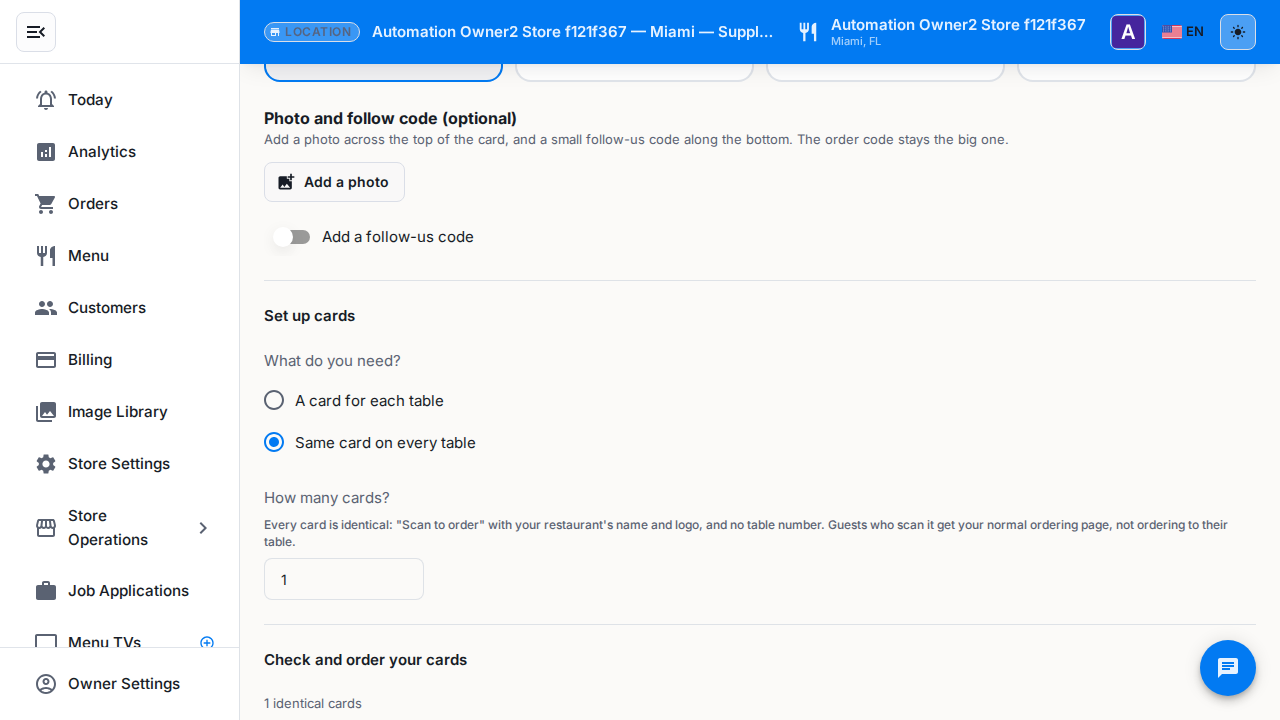 LOCATION
Automation Owner2 Store f121f367 — Miami — Suppl...
Automation Owner2 Store f121f367
Miami, FL
A
EN
Today
Analytics
Orders
Menu
Customers
Billing
Image Library
Store Settings
Store
Operations
Job Applications
Menu TVs
Owner Settings
Photo and follow code (optional)
Add a photo across the top of the card, and a small follow-us code along the bottom. The order code stays the big one.
Add a photo
Add a follow-us code
Set up cards
What do you need?
A card for each table
Same card on every table
How many cards?
Every card is identical: "Scan to order" with your restaurant's name and logo, and no table number. Guests who scan it get your normal ordering page, not ordering to their
table.
1
Check and order your cards
1 identical cards